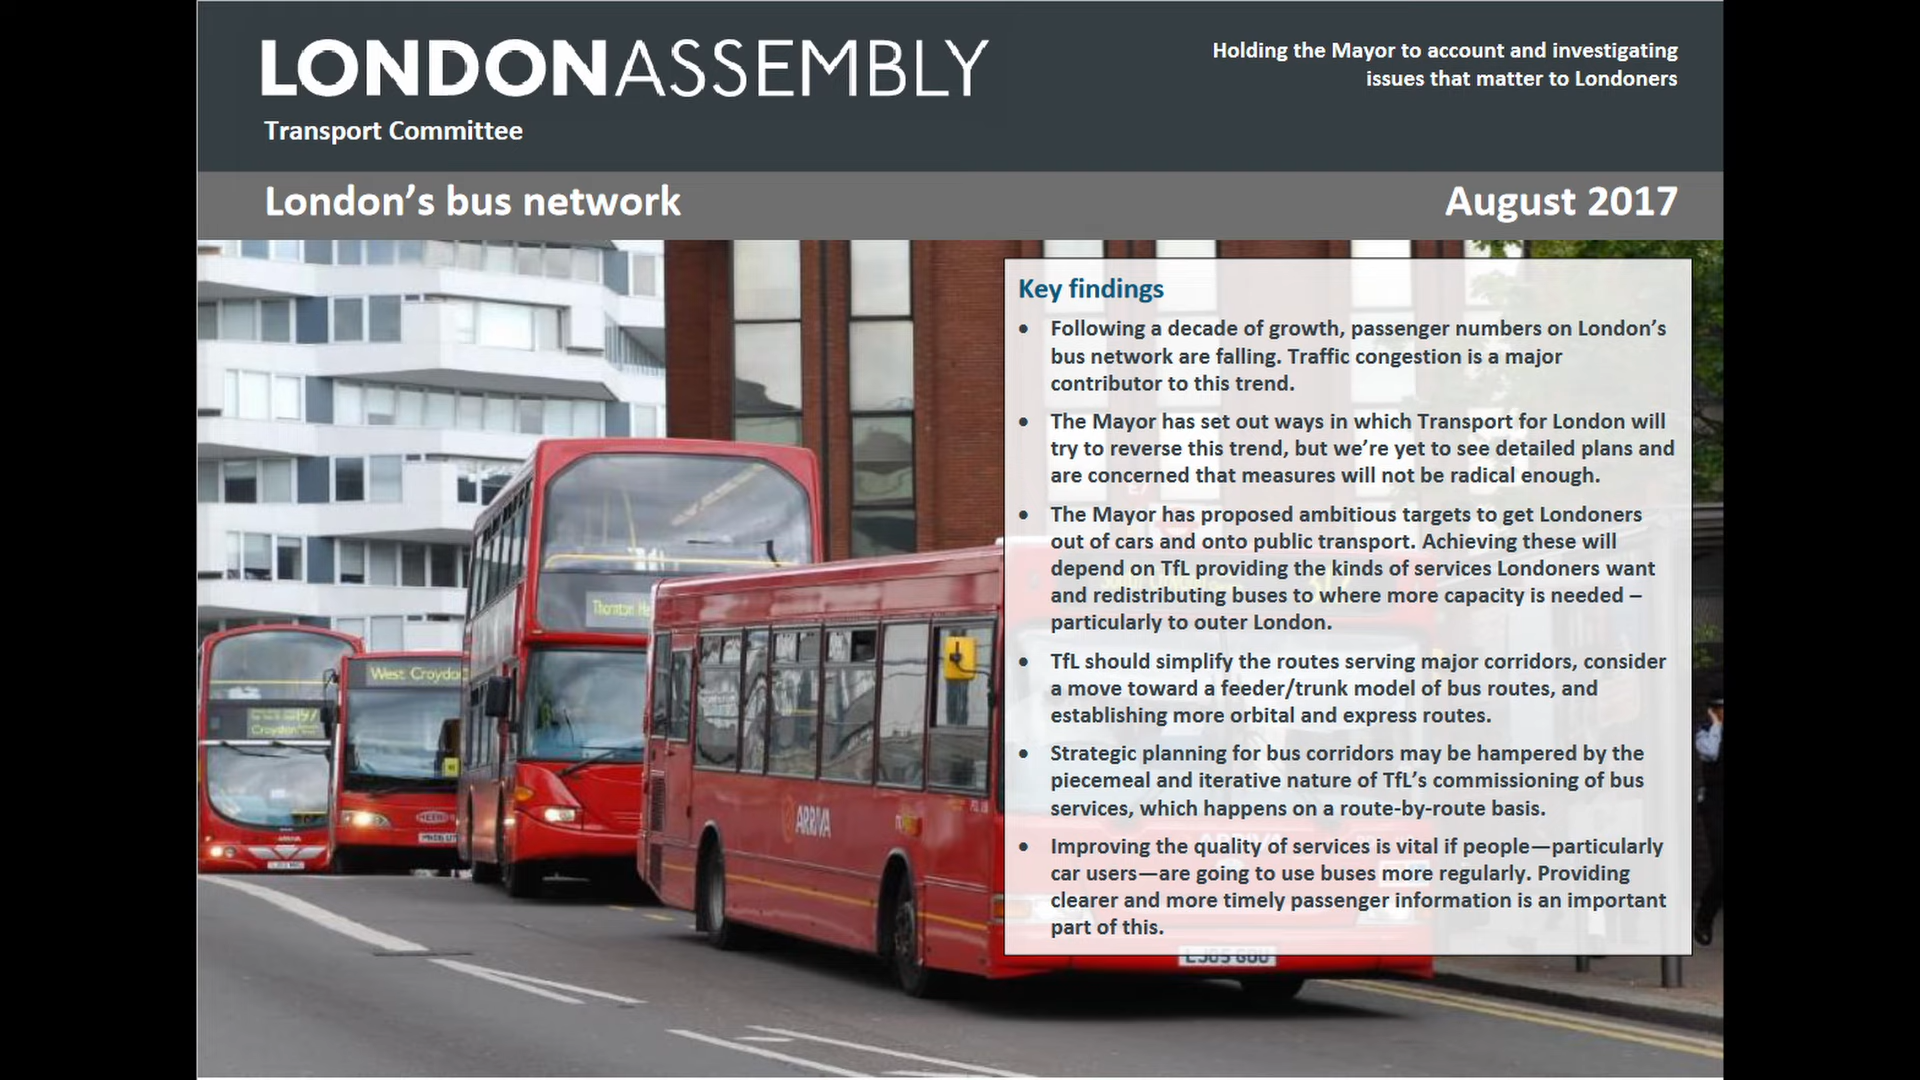 LONDONASSEMBLY
Holding the Mayor to account and investigating
issues that matter to Londoners
Transport Committee
London’s bus network
August 2017
Key findings
• Following a decade of growth, passenger numbers on London’s
bus network are falling. Traffic congestion is a major
contributor to this trend.
• The Mayor has set out ways in which Transport for London will
try to reverse this trend, but we’re yet to see detailed plans and
are concerned that measures will not be radical enough.
• The Mayor has proposed ambitious targets to get Londoners
out of cars and onto public transport. Achieving these will
depend on TfL providing the kinds of services Londoners want
and redistributing buses to where more capacity is needed –
particularly to outer London.
• TfL should simplify the routes serving major corridors, consider
a move toward a feeder/trunk model of bus routes, and
establishing more orbital and express routes.
• Strategic planning for bus corridors may be hampered by the
piecemeal and iterative nature of TfL’s commissioning of bus
services, which happens on a route-by-route basis.
• Improving the quality of services is vital if people—particularly
car users—are going to use buses more regularly. Providing
clearer and more timely passenger information is an important
part of this.
Thornton He
West Croydo
197
Croydon
ARRIVA